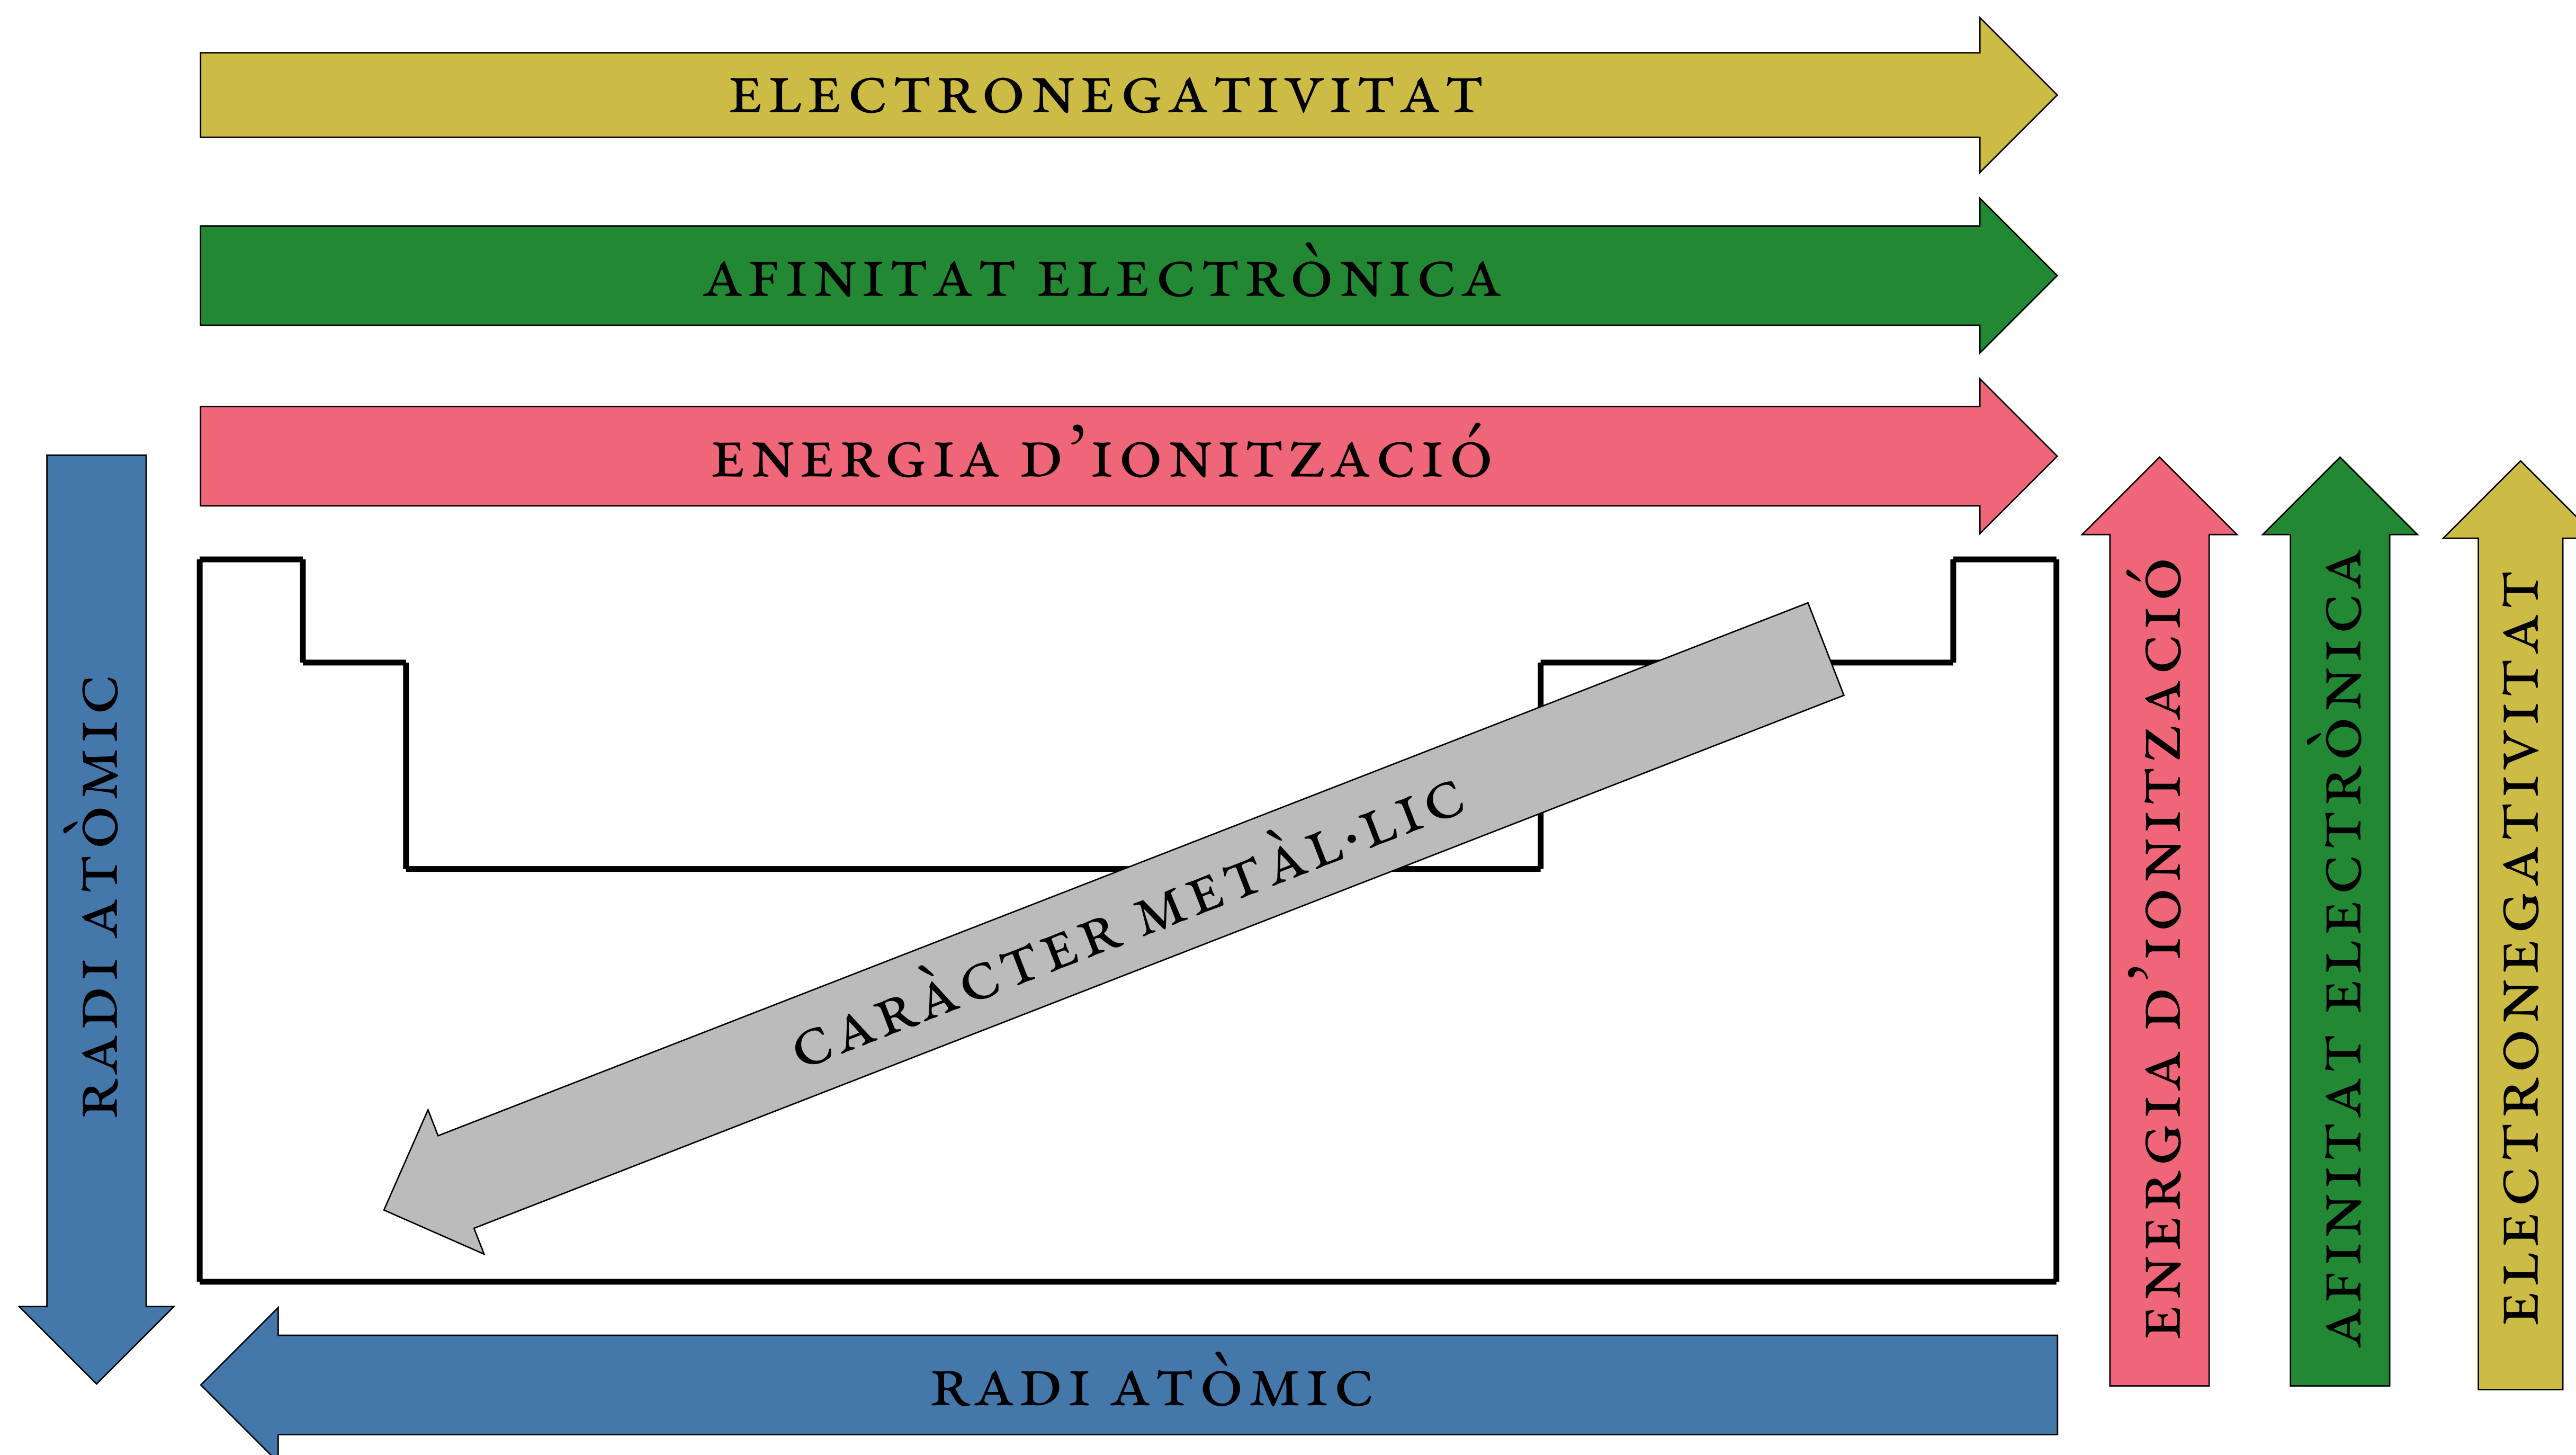 ELECTRONEGATIVITAT
AFINITAT ELECTRÒNICA
ENERGIA D’IONITZACIÓ
RADI ATÒMIC
CARÀCTER METÀL·LIC
ENERGIA D’IONITZACIÓ
AFINITAT ELECTRÒNICA
ELECTRONEGATIVITAT
RADI ATÒMIC